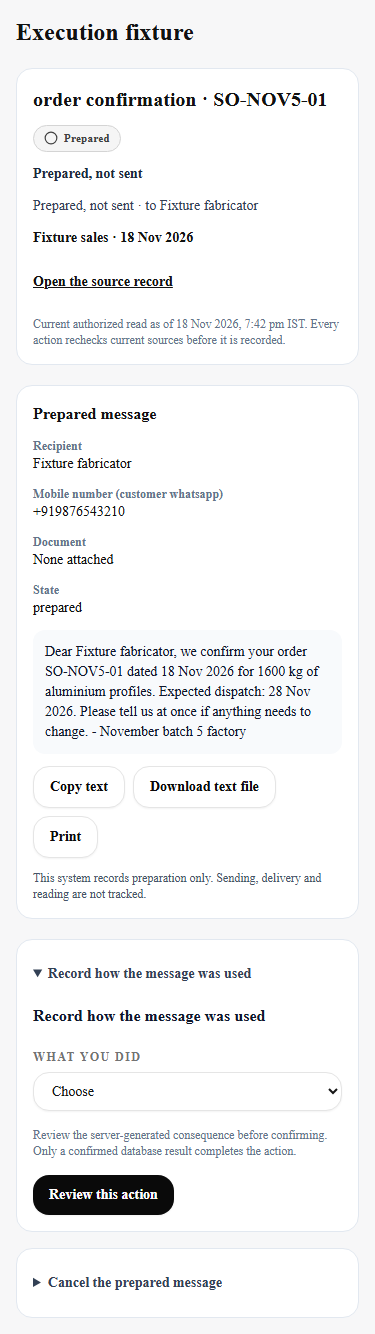 Execution fixture
order confirmation · SO-NOV5-01
Prepared
Prepared, not sent
Prepared, not sent · to Fixture fabricator
Fixture sales · 18 Nov 2026
Open the source record
Current authorized read as of 18 Nov 2026, 7:42 pm IST. Every
action rechecks current sources before it is recorded.
Prepared message
Recipient
Fixture fabricator
Mobile number (customer whatsapp)
+919876543210
Document
None attached
State
prepared
Dear Fixture fabricator, we confirm your order
SO-NOV5-01 dated 18 Nov 2026 for 1600 kg of
aluminium profiles. Expected dispatch: 28 Nov
2026. Please tell us at once if anything needs to
change. - November batch 5 factory
Copy text
Download text file
Print
This system records preparation only. Sending, delivery and
reading are not tracked.
Record how the message was used
Record how the message was used
WHAT YOU DID
Choose
Review the server-generated consequence before confirming.
Only a confirmed database result completes the action.
Review this action
Cancel the prepared message